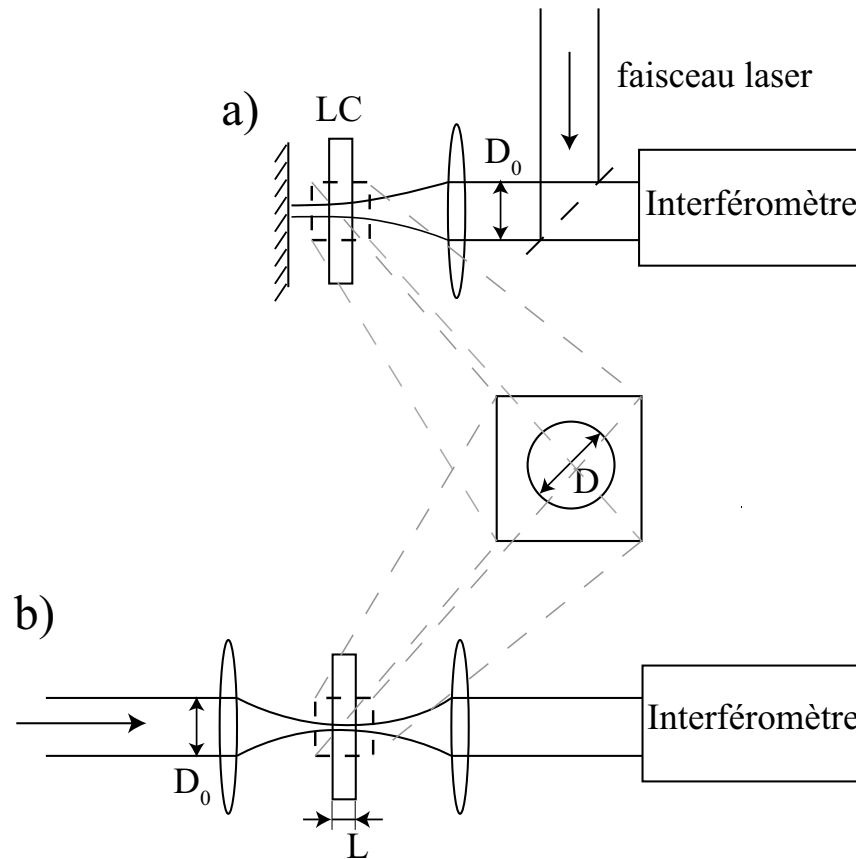 faisceau laser
a)
LC
D₀
Interféromètre
D
b)
D₀
Interféromètre
L